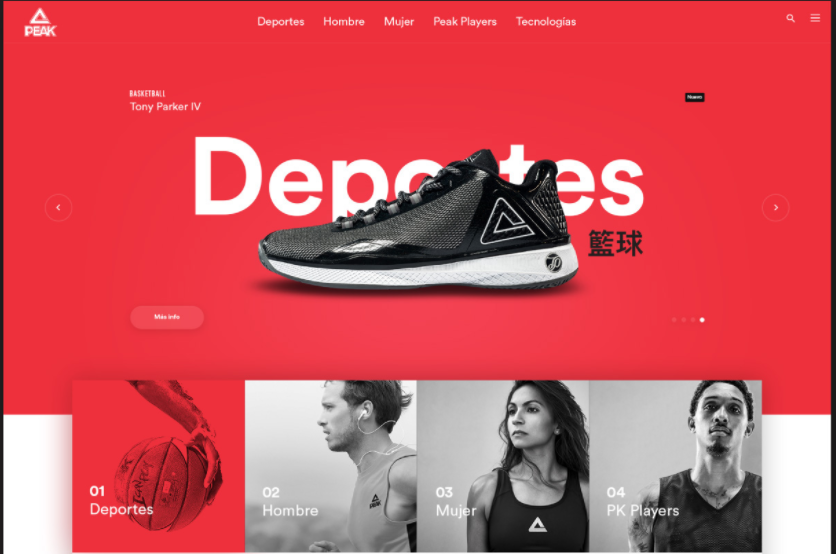 PEAK
Deportes Hombre Mujer Peak Players Tecnologías
BASKETBALL
Tony Parker IV
Nuevo
Deportes
籃球
Más info
01
Deportes
02
Hombre
03
Mujer
04
PK Players